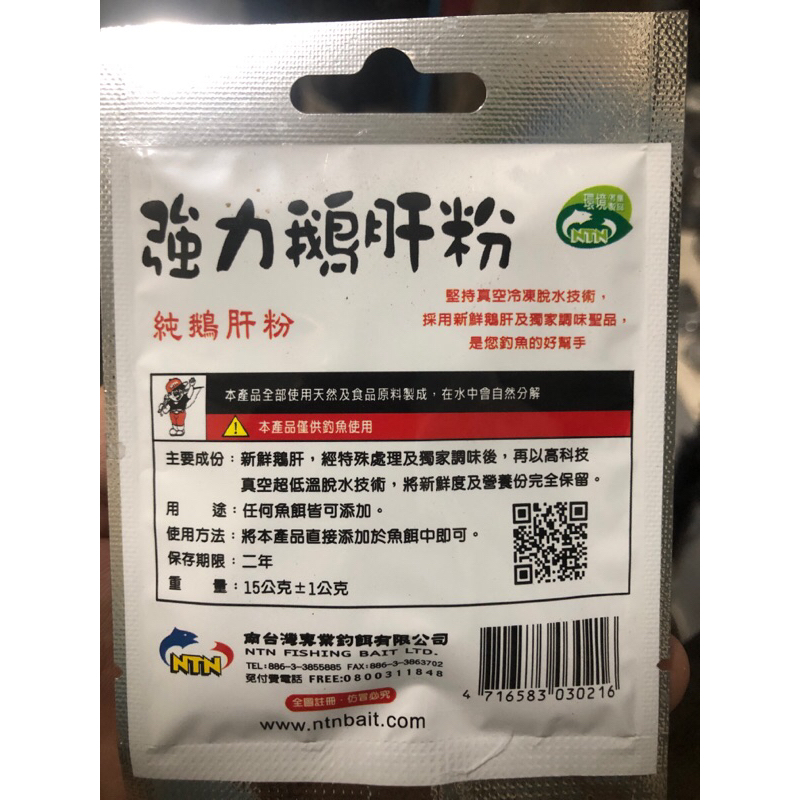 強力鵝肝粉
環境保護製品
NTN
純鵝肝粉
堅持真空冷凍脫水技術，
採用新鮮鵝肝及獨家調味聖品，
是您釣魚的好幫手
本產品全部使用天然及食品原料製成，在水中會自然分解
本產品僅供釣魚使用
主要成份：新鮮鵝肝，經特殊處理及獨家調味後，再以高科技
真空超低溫脫水技術，將新鮮度及營養份完全保留。
用　　途：任何魚餌皆可添加。
使用方法：將本產品直接添加於魚餌中即可。
保存期限：二年
重　　量：15公克±1公克
NTN
南台灣專業釣餌有限公司
NTN FISHING BAIT LTD.
TEL:886-3-3855885 FAX:886-3-3863702
免付費電話 FREE:0800311848
全國註冊．仿冒必究
www.ntnbait.com
4 716583 030216